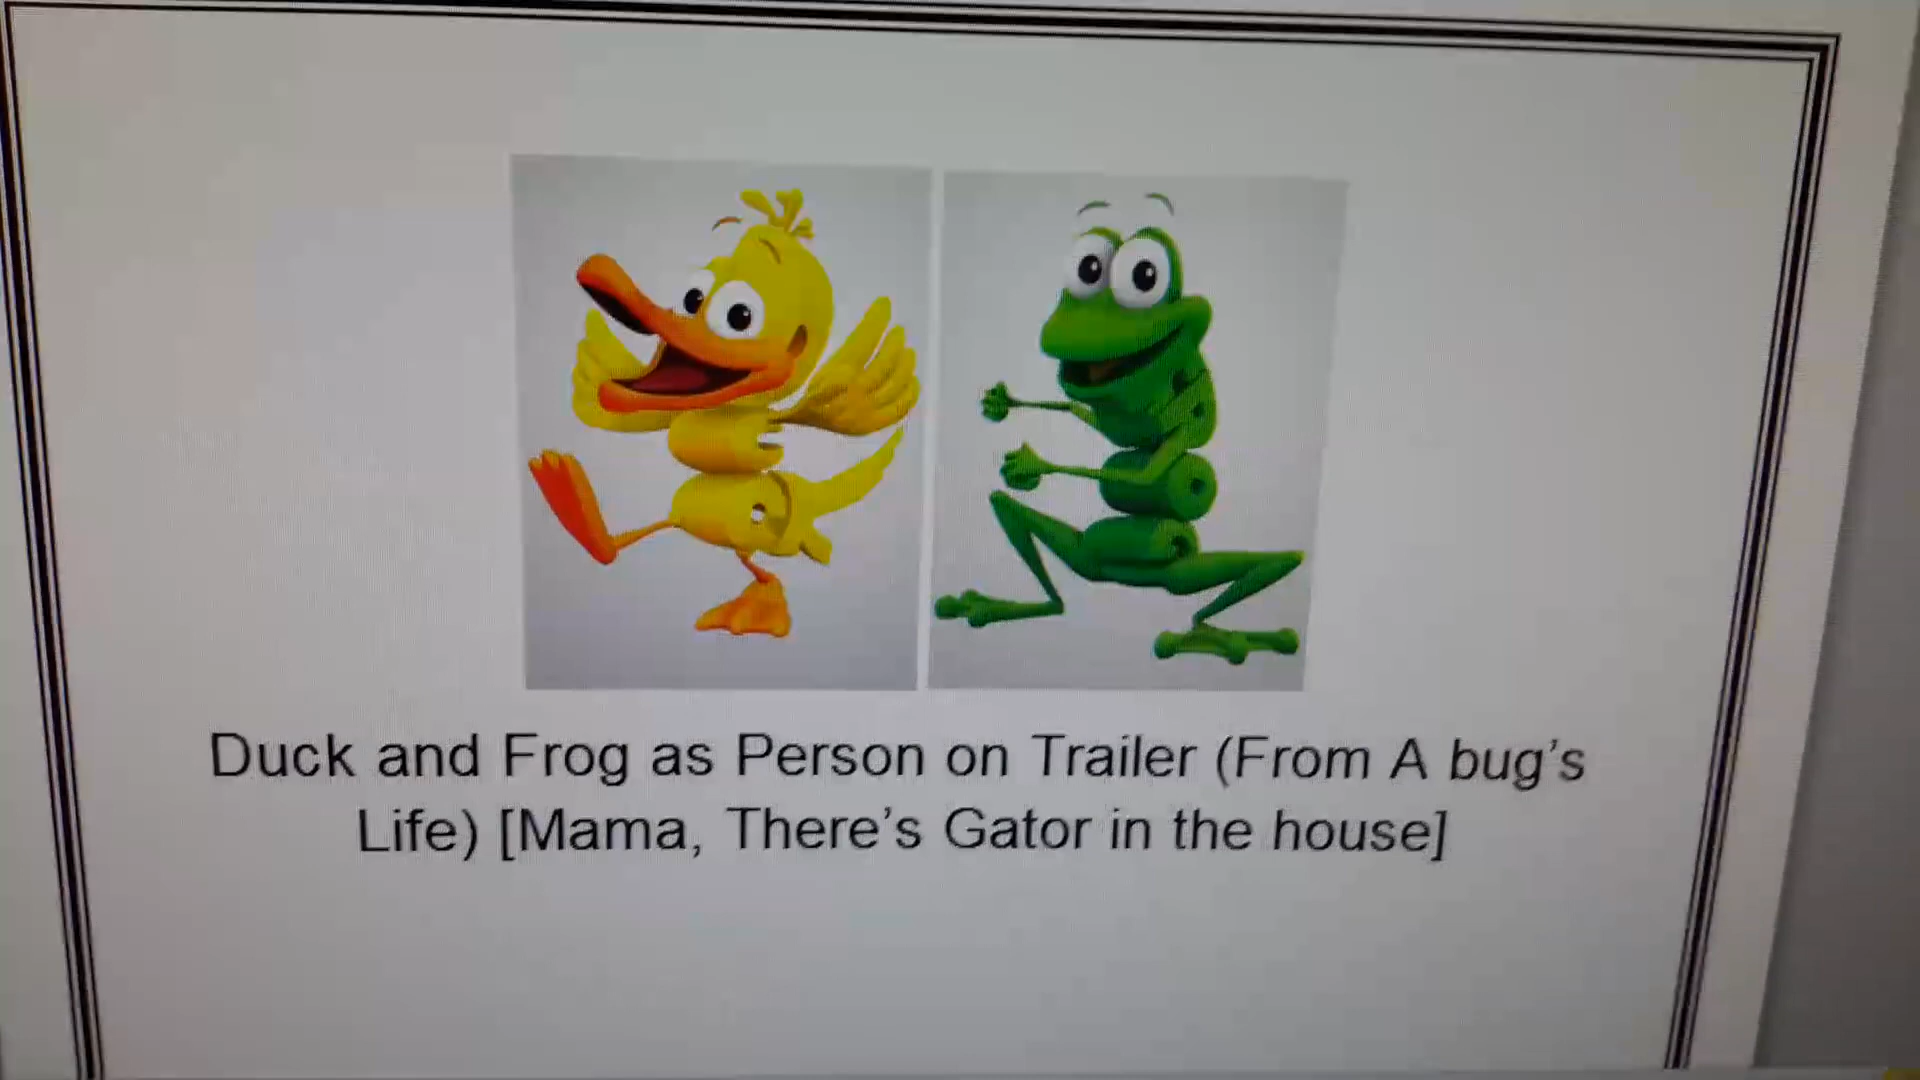 Duck and Frog as Person on Trailer (From A bug’s
Life) [Mama, There’s Gator in the house]